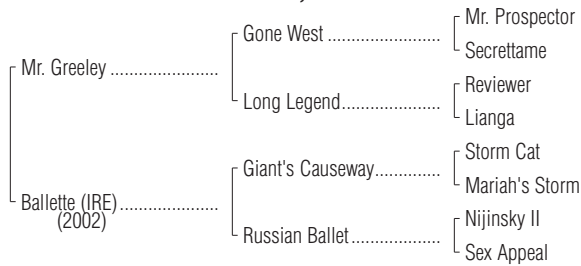 Mr. Prospector
Gone West ........................
Secrettame
Mr. Greeley ........................
Reviewer
Long Legend.....................
Lianga
Storm Cat
Giant's Causeway..............
Mariah's Storm
Ballette (IRE)......................
(2002)
Nijinsky II
Russian Ballet...................
Sex Appeal